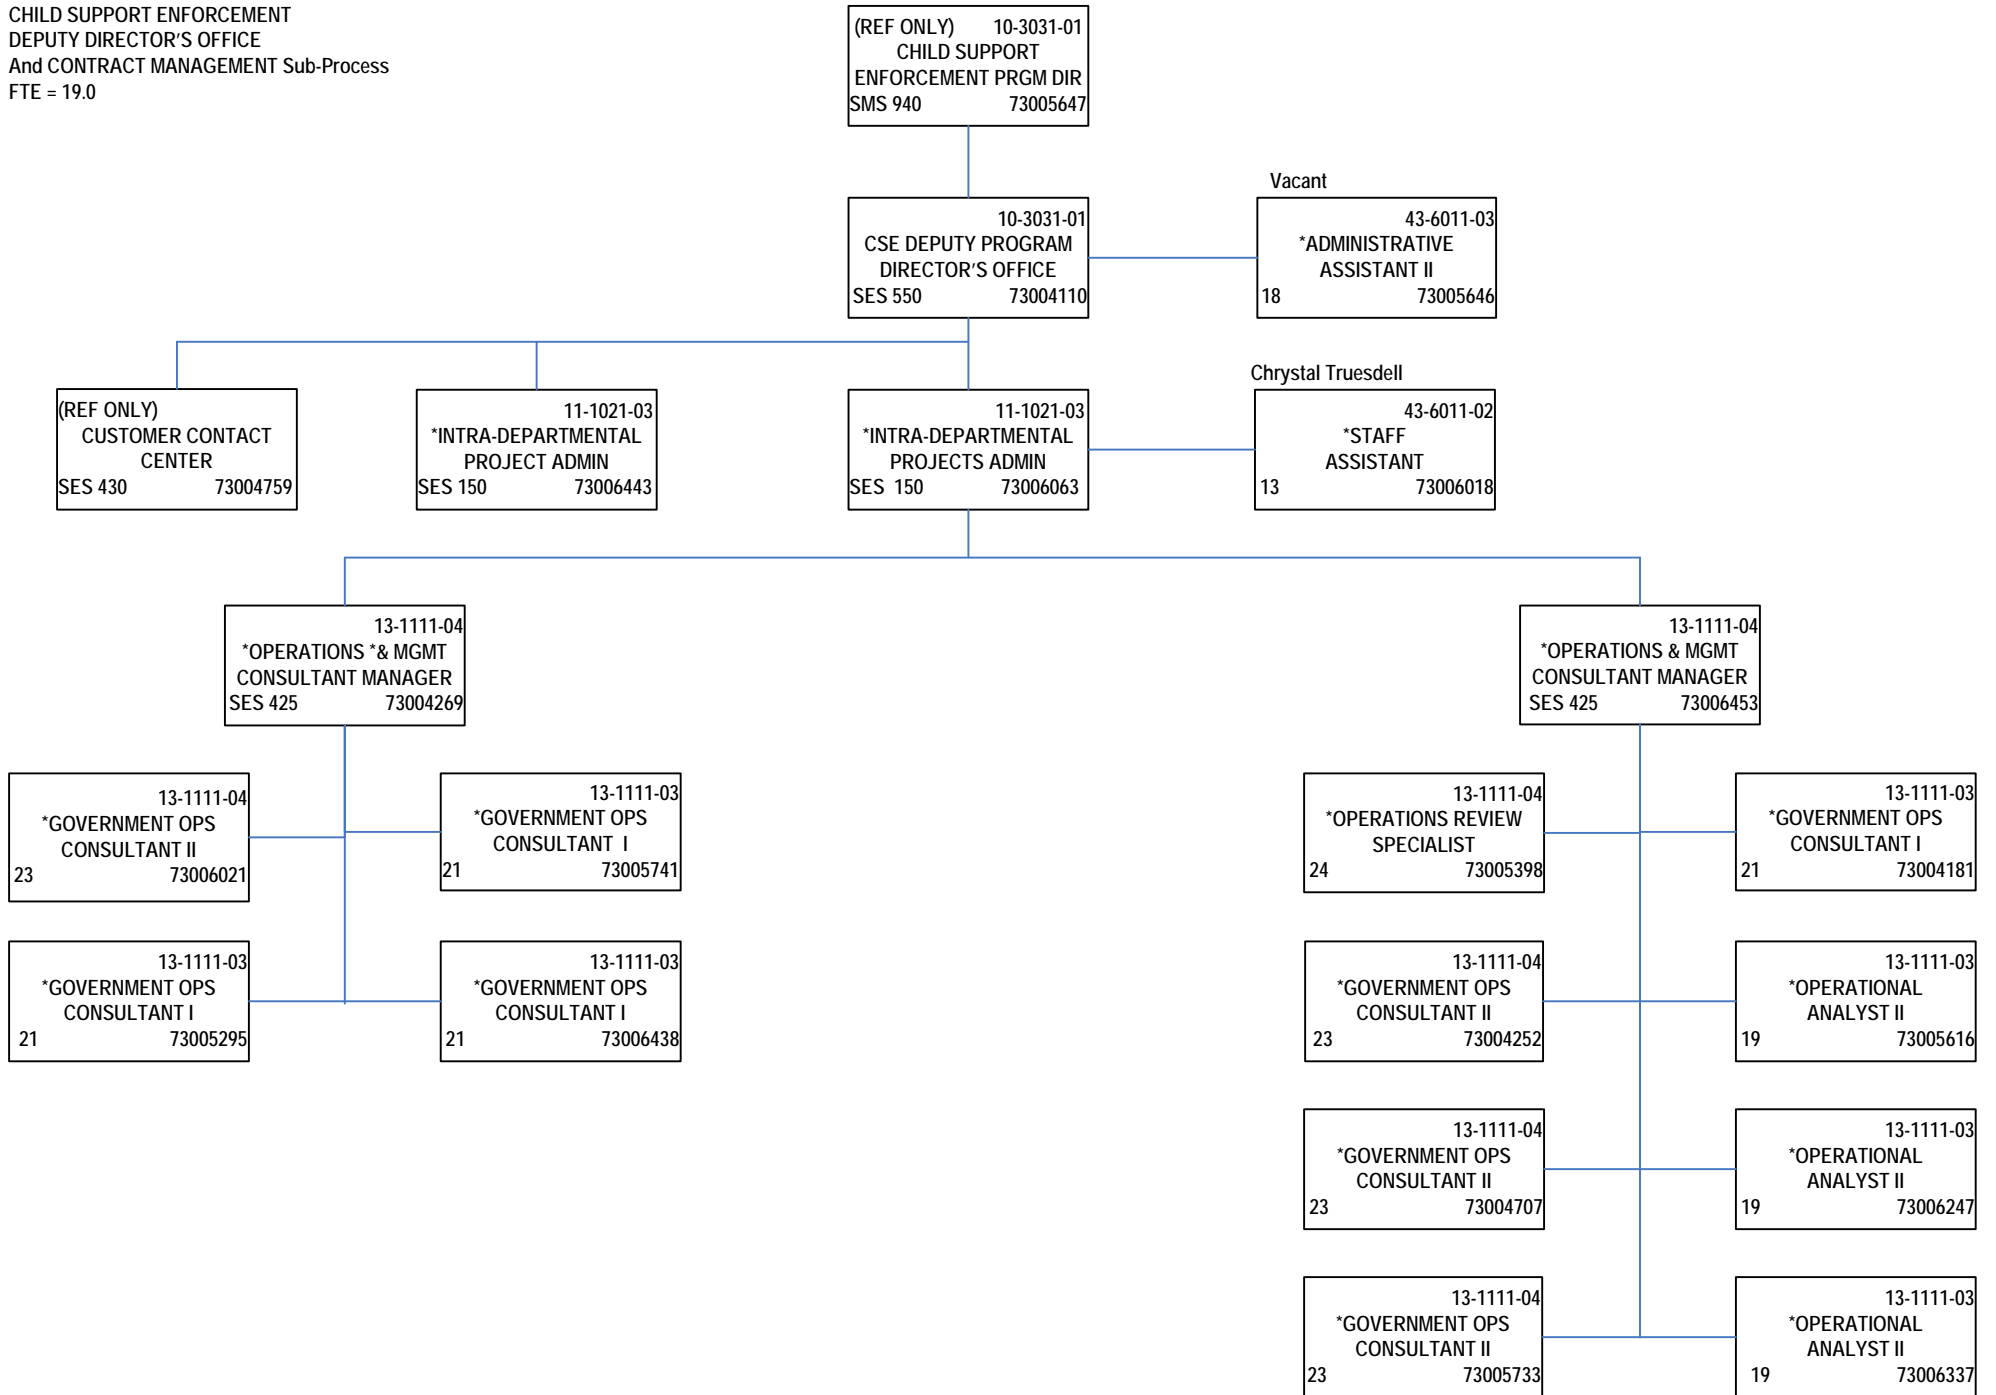 CHILD SUPPORT ENFORCEMENT
DEPUTY DIRECTOR'S OFFICE
And CONTRACT MANAGEMENT Sub-Process
FTE = 19.0
(REF ONLY) 10-3031-01
CHILD SUPPORT
ENFORCEMENT PRGM DIR
SMS 940 73005647
10-3031-01
CSE DEPUTY PROGRAM
DIRECTOR'S OFFICE
SES 550 73004110
Vacant
43-6011-03
*ADMINISTRATIVE
ASSISTANT II
18 73005646
(REF ONLY)
CUSTOMER CONTACT
CENTER
SES 430 73004759
11-1021-03
*INTRA-DEPARTMENTAL
PROJECT ADMIN
SES 150 73006443
11-1021-03
*INTRA-DEPARTMENTAL
PROJECTS ADMIN
SES 150 73006063
Chrystal Truesdell
43-6011-02
*STAFF
ASSISTANT
13 73006018
13-1111-04
*OPERATIONS *& MGMT
CONSULTANT MANAGER
SES 425 73004269
13-1111-04
*OPERATIONS & MGMT
CONSULTANT MANAGER
SES 425 73006453
13-1111-04
*GOVERNMENT OPS
CONSULTANT II
23 73006021
13-1111-03
*GOVERNMENT OPS
CONSULTANT I
21 73005741
13-1111-03
*GOVERNMENT OPS
CONSULTANT I
21 73005295
13-1111-03
*GOVERNMENT OPS
CONSULTANT I
21 73006438
13-1111-04
*OPERATIONS REVIEW
SPECIALIST
24 73005398
13-1111-03
*GOVERNMENT OPS
CONSULTANT I
21 73004181
13-1111-04
*GOVERNMENT OPS
CONSULTANT II
23 73004252
13-1111-03
*OPERATIONAL
ANALYST II
19 73005616
13-1111-04
*GOVERNMENT OPS
CONSULTANT II
23 73004707
13-1111-03
*OPERATIONAL
ANALYST II
19 73006247
13-1111-04
*GOVERNMENT OPS
CONSULTANT II
23 73005733
13-1111-03
*OPERATIONAL
ANALYST II
19 73006337